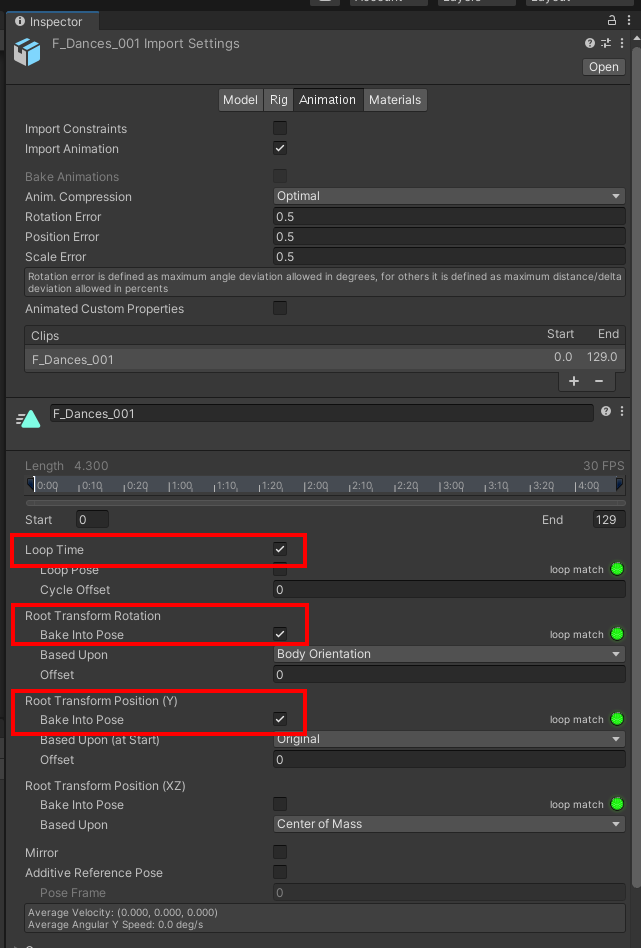 Inspector
F_Dances_001 Import Settings
Open
Model Rig Animation Materials
Import Constraints
Import Animation
Bake Animations
Anim. Compression Optimal
Rotation Error 0.5
Position Error 0.5
Scale Error 0.5
Rotation error is defined as maximum angle deviation allowed in degrees, for others it is defined as maximum distance/delta
deviation allowed in percents
Animated Custom Properties
Clips Start End
F_Dances_001 0.0 129.0
+ −
F_Dances_001
Length 4.300 30 FPS
0:00 0:10 0:20 1:00 1:10 1:20 2:00 2:10 2:20 3:00 3:10 3:20 4:00
Start 0 End 129
Loop Time
Loop Pose loop match
Cycle Offset 0
Root Transform Rotation
Bake Into Pose loop match
Based Upon Body Orientation
Offset 0
Root Transform Position (Y)
Bake Into Pose loop match
Based Upon (at Start) Original
Offset 0
Root Transform Position (XZ)
Bake Into Pose loop match
Based Upon Center of Mass
Mirror
Additive Reference Pose
Pose Frame 0
Average Velocity: (0.000, 0.000, 0.000)
Average Angular Y Speed: 0.0 deg/s